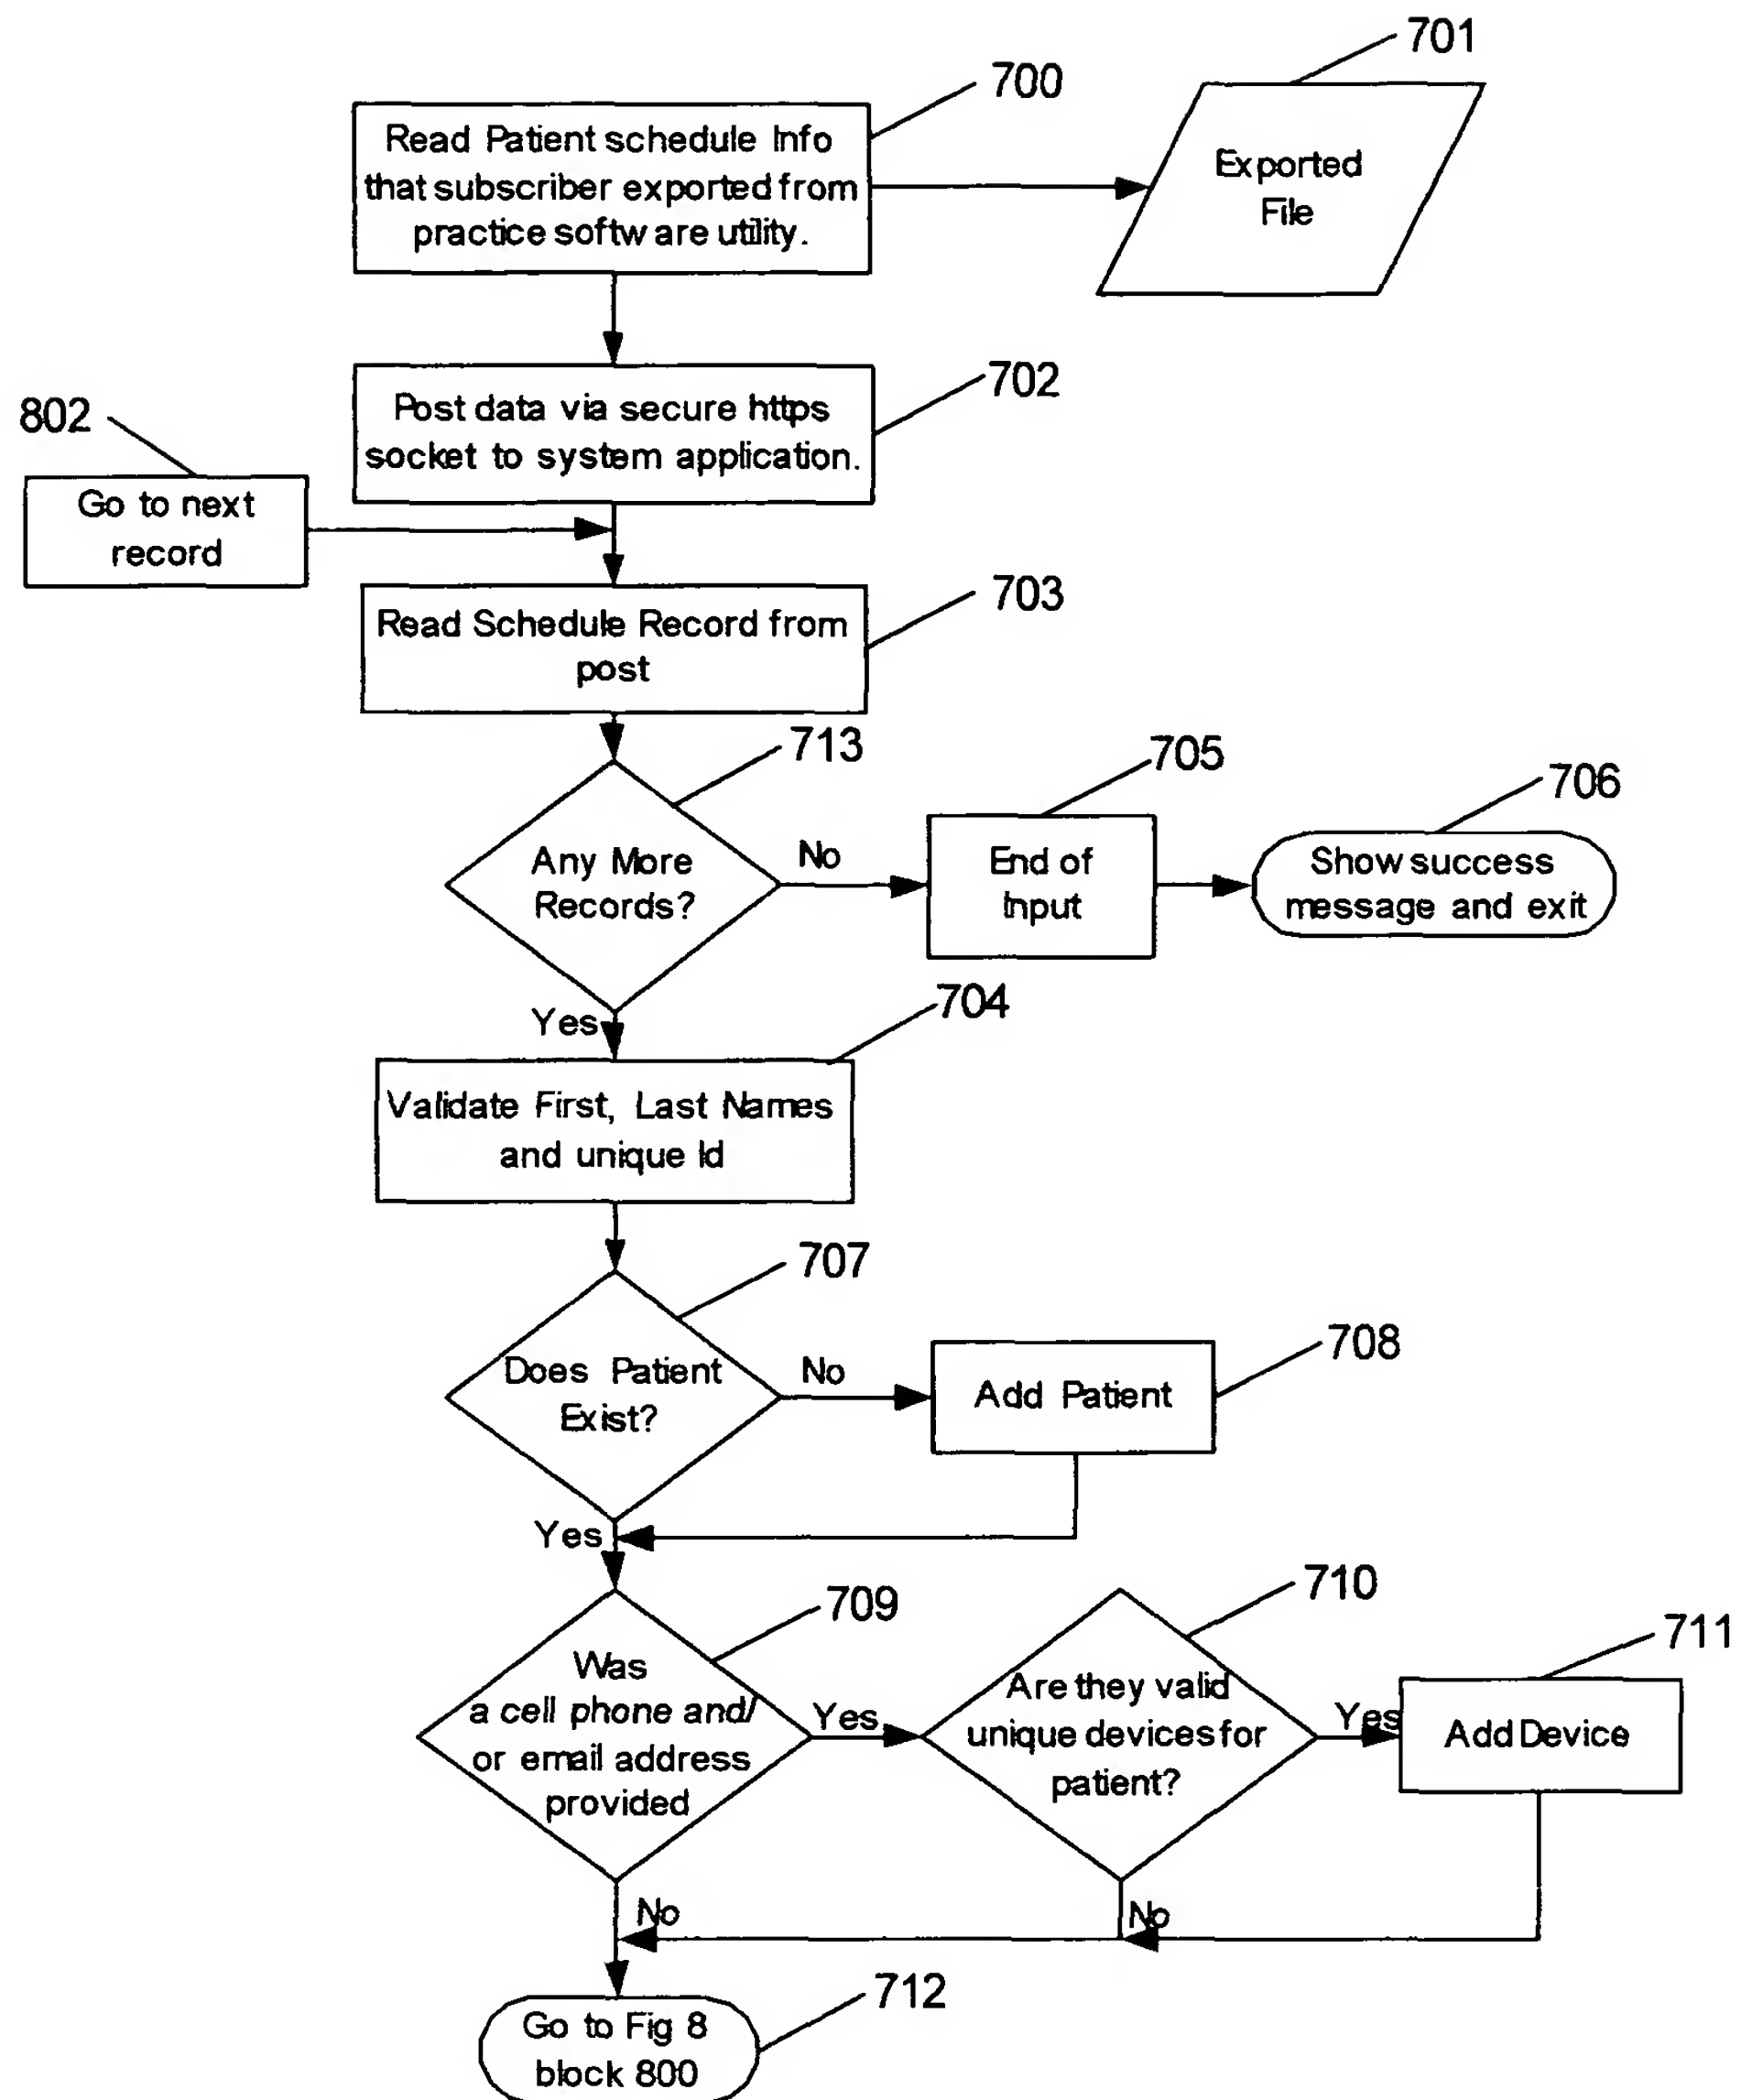 701
700
Read Patient schedule Info
that subscriber exported from
practice software utility.
Exported
File
702
802
Post data via secure https
socket to system application.
Go to next
record
703
Read Schedule Record from
post
713
705
706
Any More
Records?
No
End of
Input
Show success
message and exit
Yes
704
Validate First, Last Names
and unique Id
707
708
Does Patient
Exist?
No
Add Patient
Yes
709
710
711
Was
a cell phone and/
or email address
provided
Yes
Are they valid
unique devices for
patient?
Yes
Add Device
No
No
712
Go to Fig 8
block 800